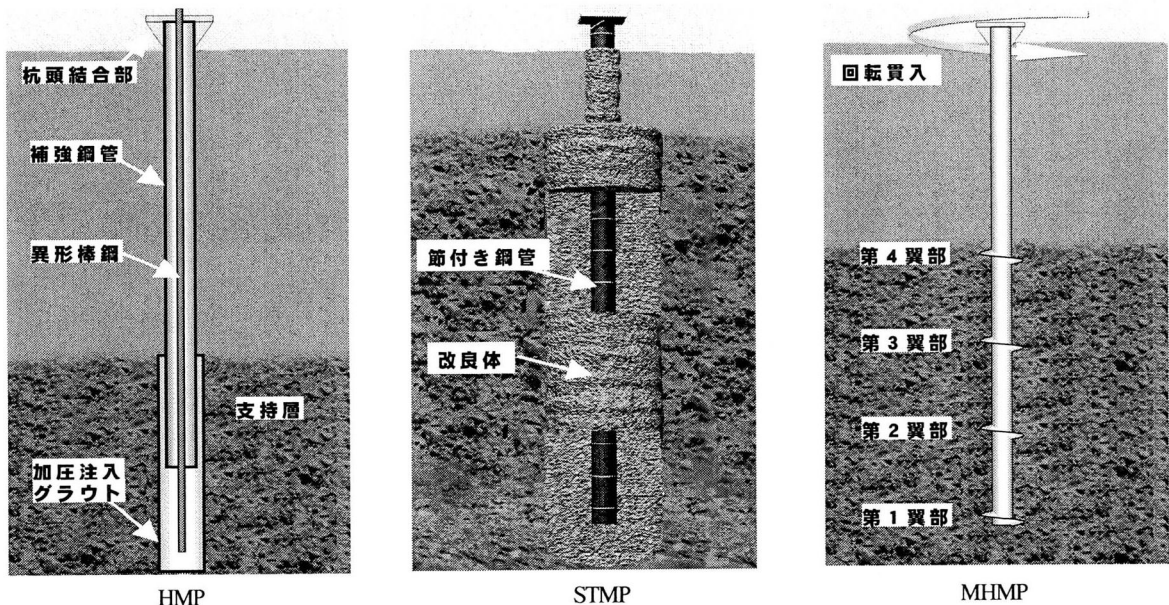 杭頭結合部
補強鋼管
異形棒鋼
支持層
加圧注入
グラウト
HMP
節付き鋼管
改良体
STMP
回転貫入
第4翼部
第3翼部
第2翼部
第1翼部
MHMP